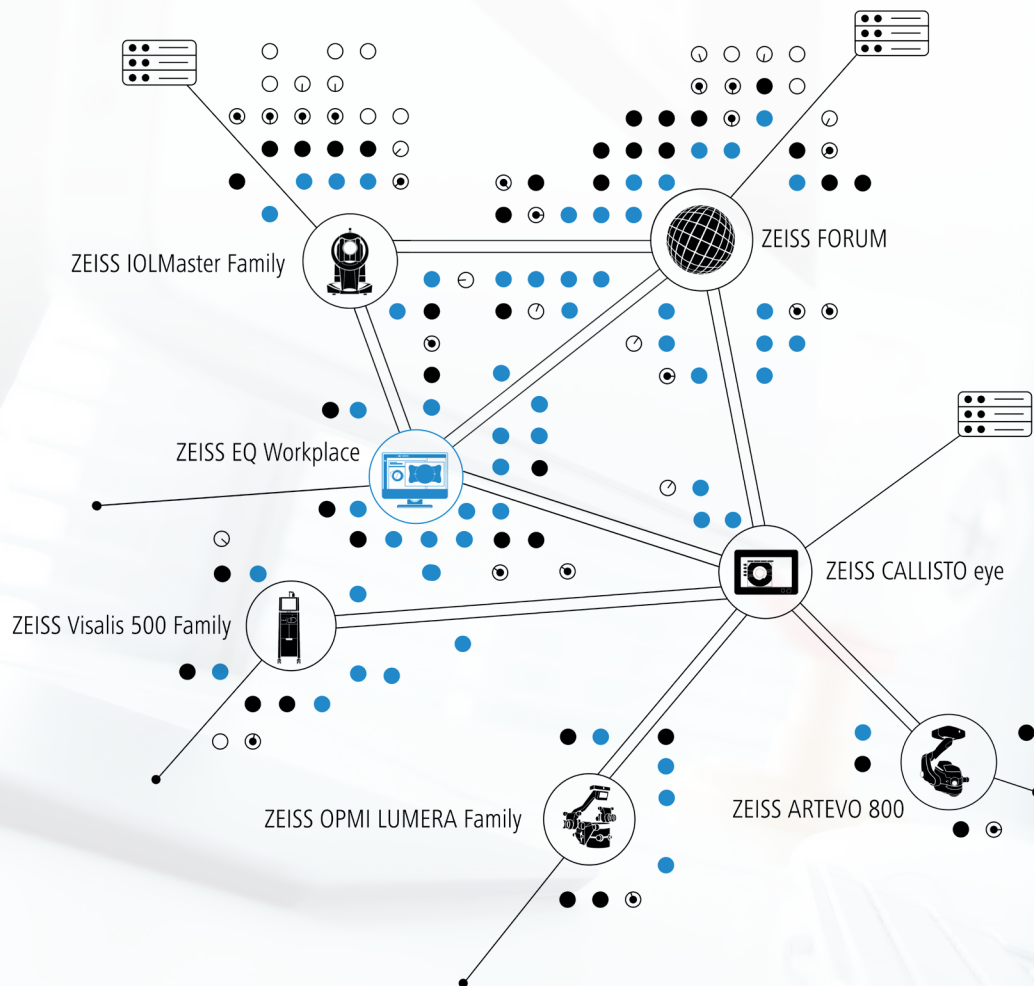 ZEISS FORUM
ZEISS IOLMaster Family
ZEISS EQ Workplace
ZEISS CALLISTO eye
ZEISS Visalis 500 Family
ZEISS ARTEVO 800
ZEISS OPMI LUMERA Family